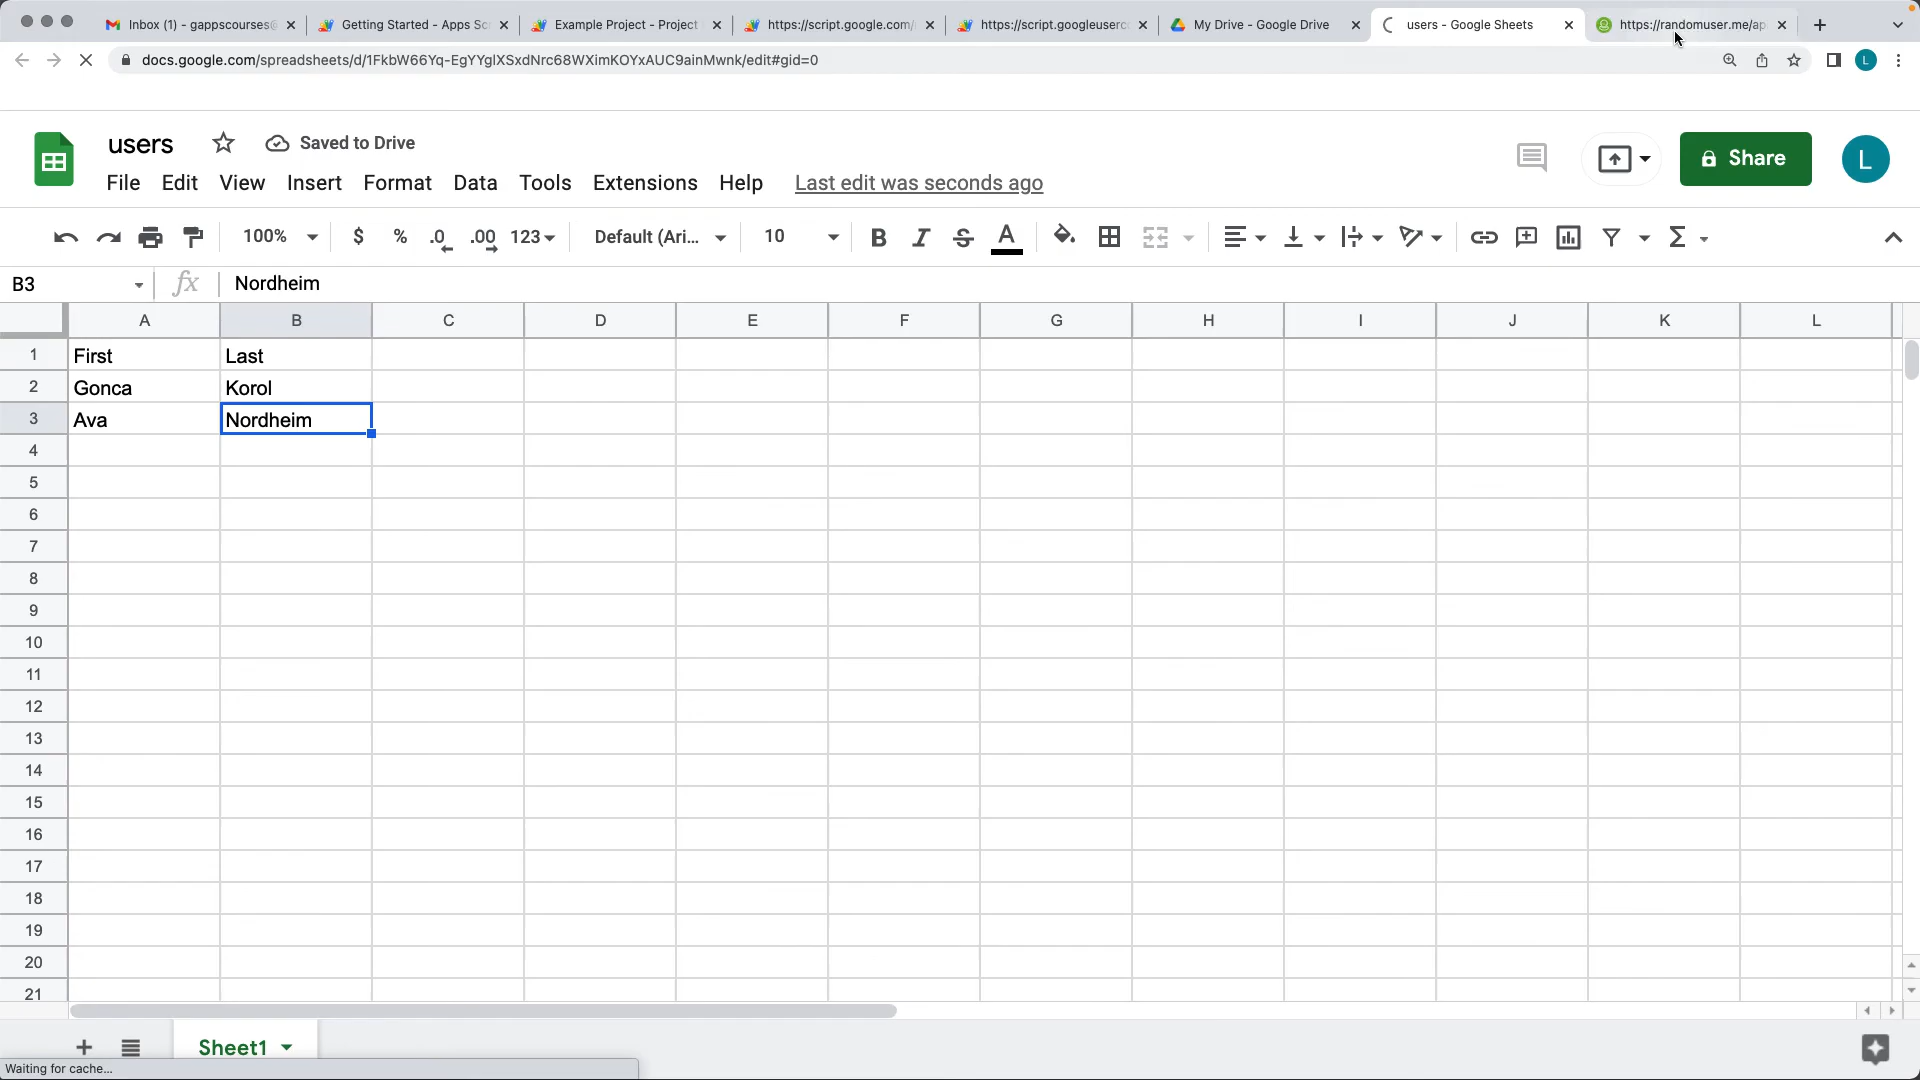 Inbox (1) - gappscourses@ Getting Started - Apps Sc Example Project - Project https://script.google.com/ https://script.googleuserc My Drive - Google Drive users - Google Sheets https://randomuser.me/ap
docs.google.com/spreadsheets/d/1FkbW66Yq-EgYYglXSxdNrc68WXimKOYxAUC9ainMwnk/edit#gid=0 L
users Saved to Drive Share L
File Edit View Insert Format Data Tools Extensions Help Last edit was seconds ago
100% $ % .0 .00 123 Default (Ari... 10 B I S A Σ
B3 fx Nordheim
A B C D E F G H I J K L
1 First Last
2 Gonca Korol
3 Ava Nordheim
4
5
6
7
8
9
10
11
12
13
14
15
16
17
18
19
20
21
Sheet1
Waiting for cache...